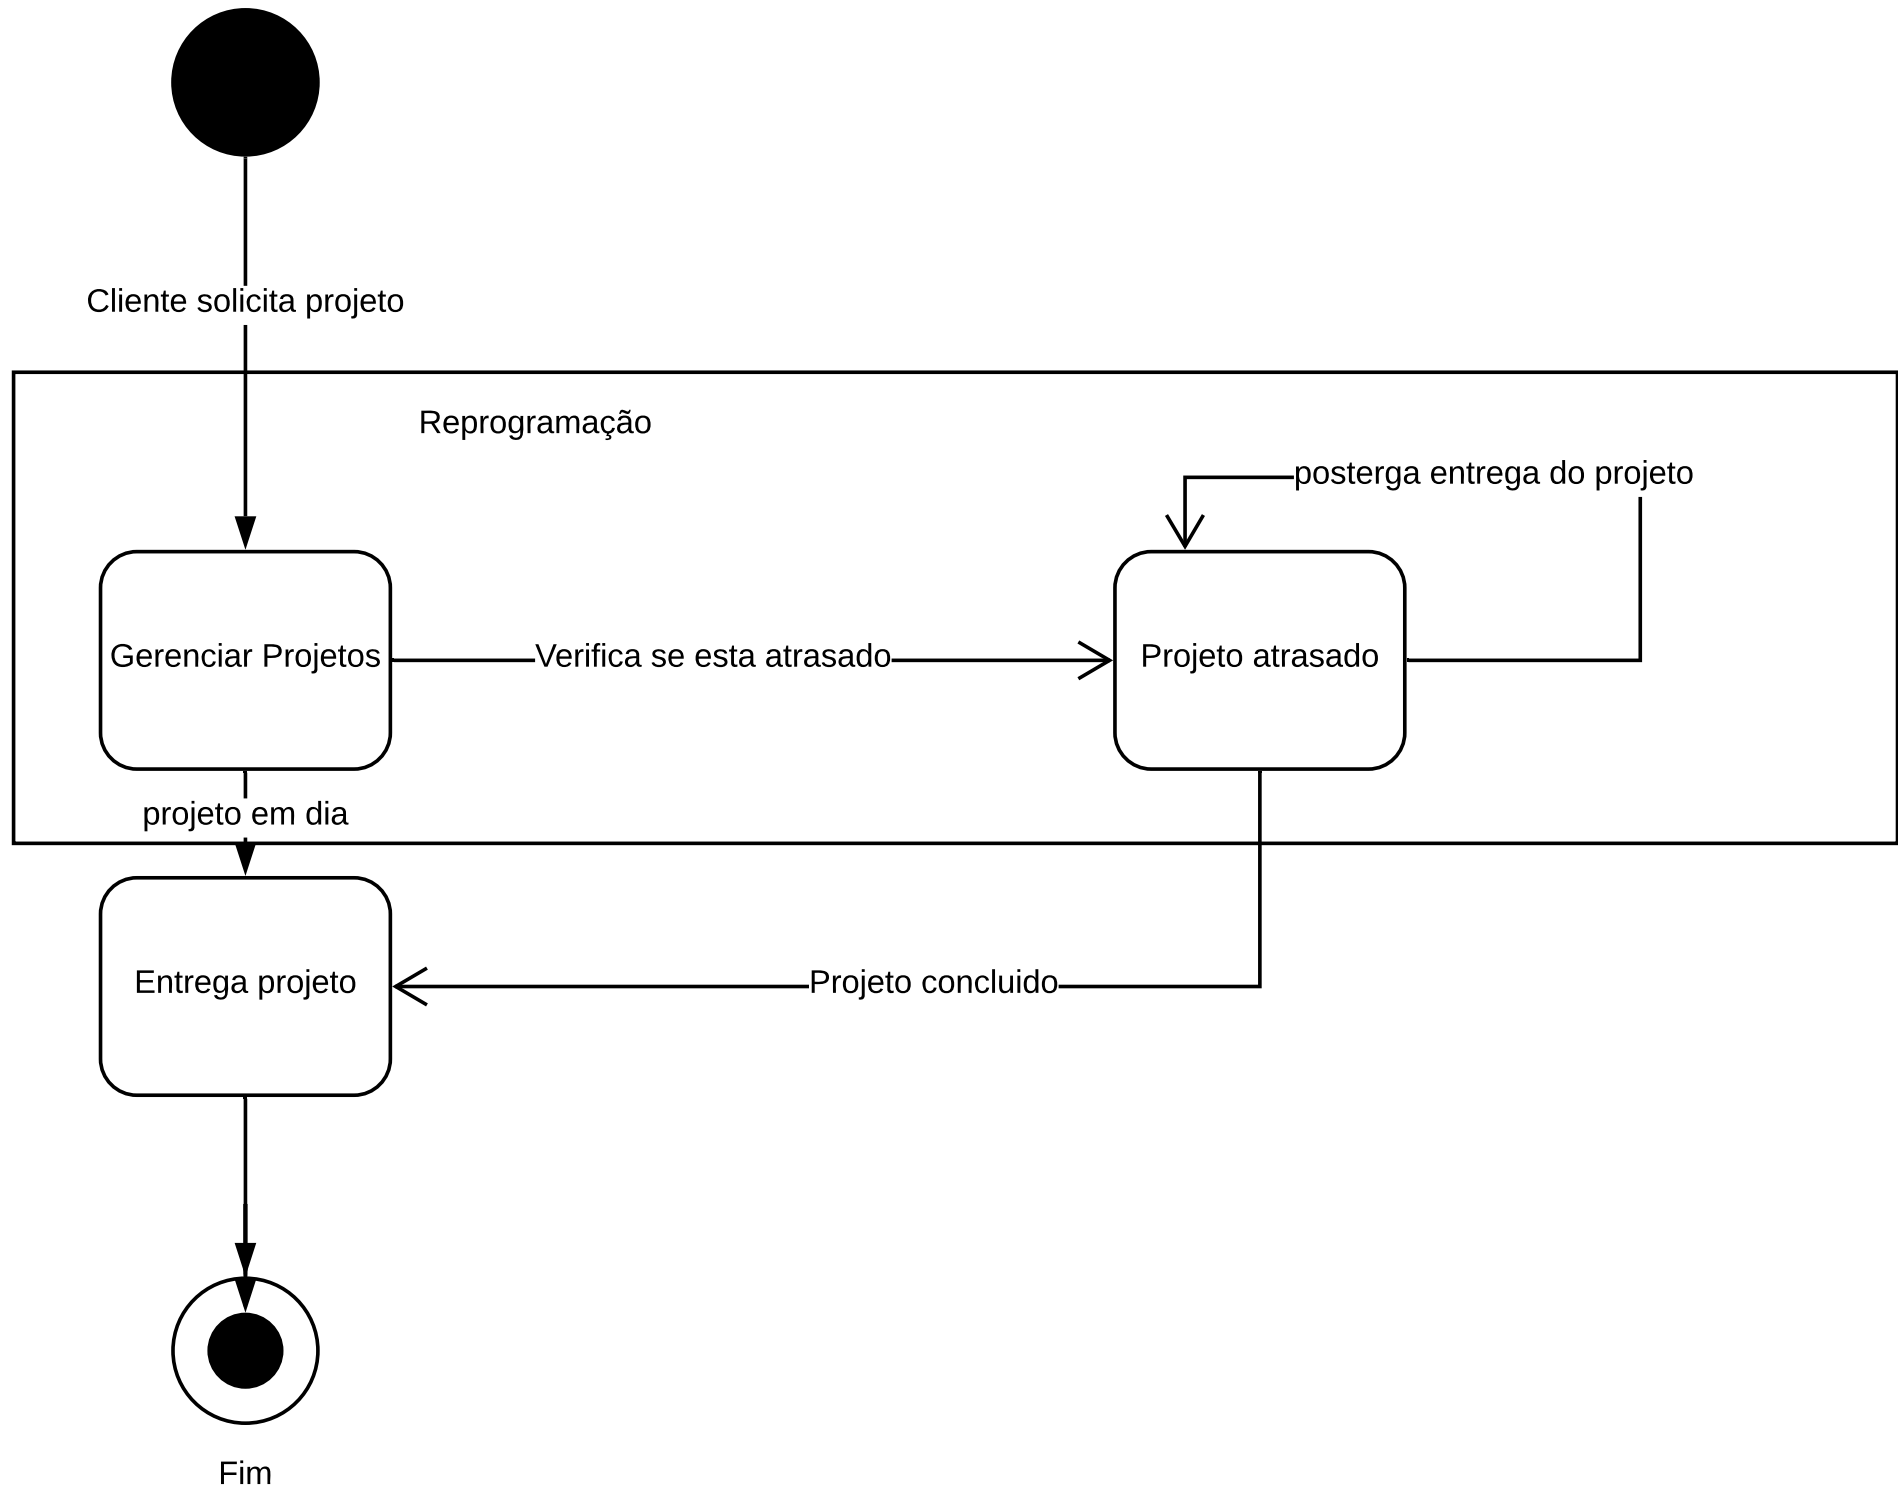 Cliente solicita projeto
Reprogramação
posterga entrega do projeto
Gerenciar Projetos
Verifica se esta atrasado
Projeto atrasado
projeto em dia
Entrega projeto
Projeto concluido
Fim